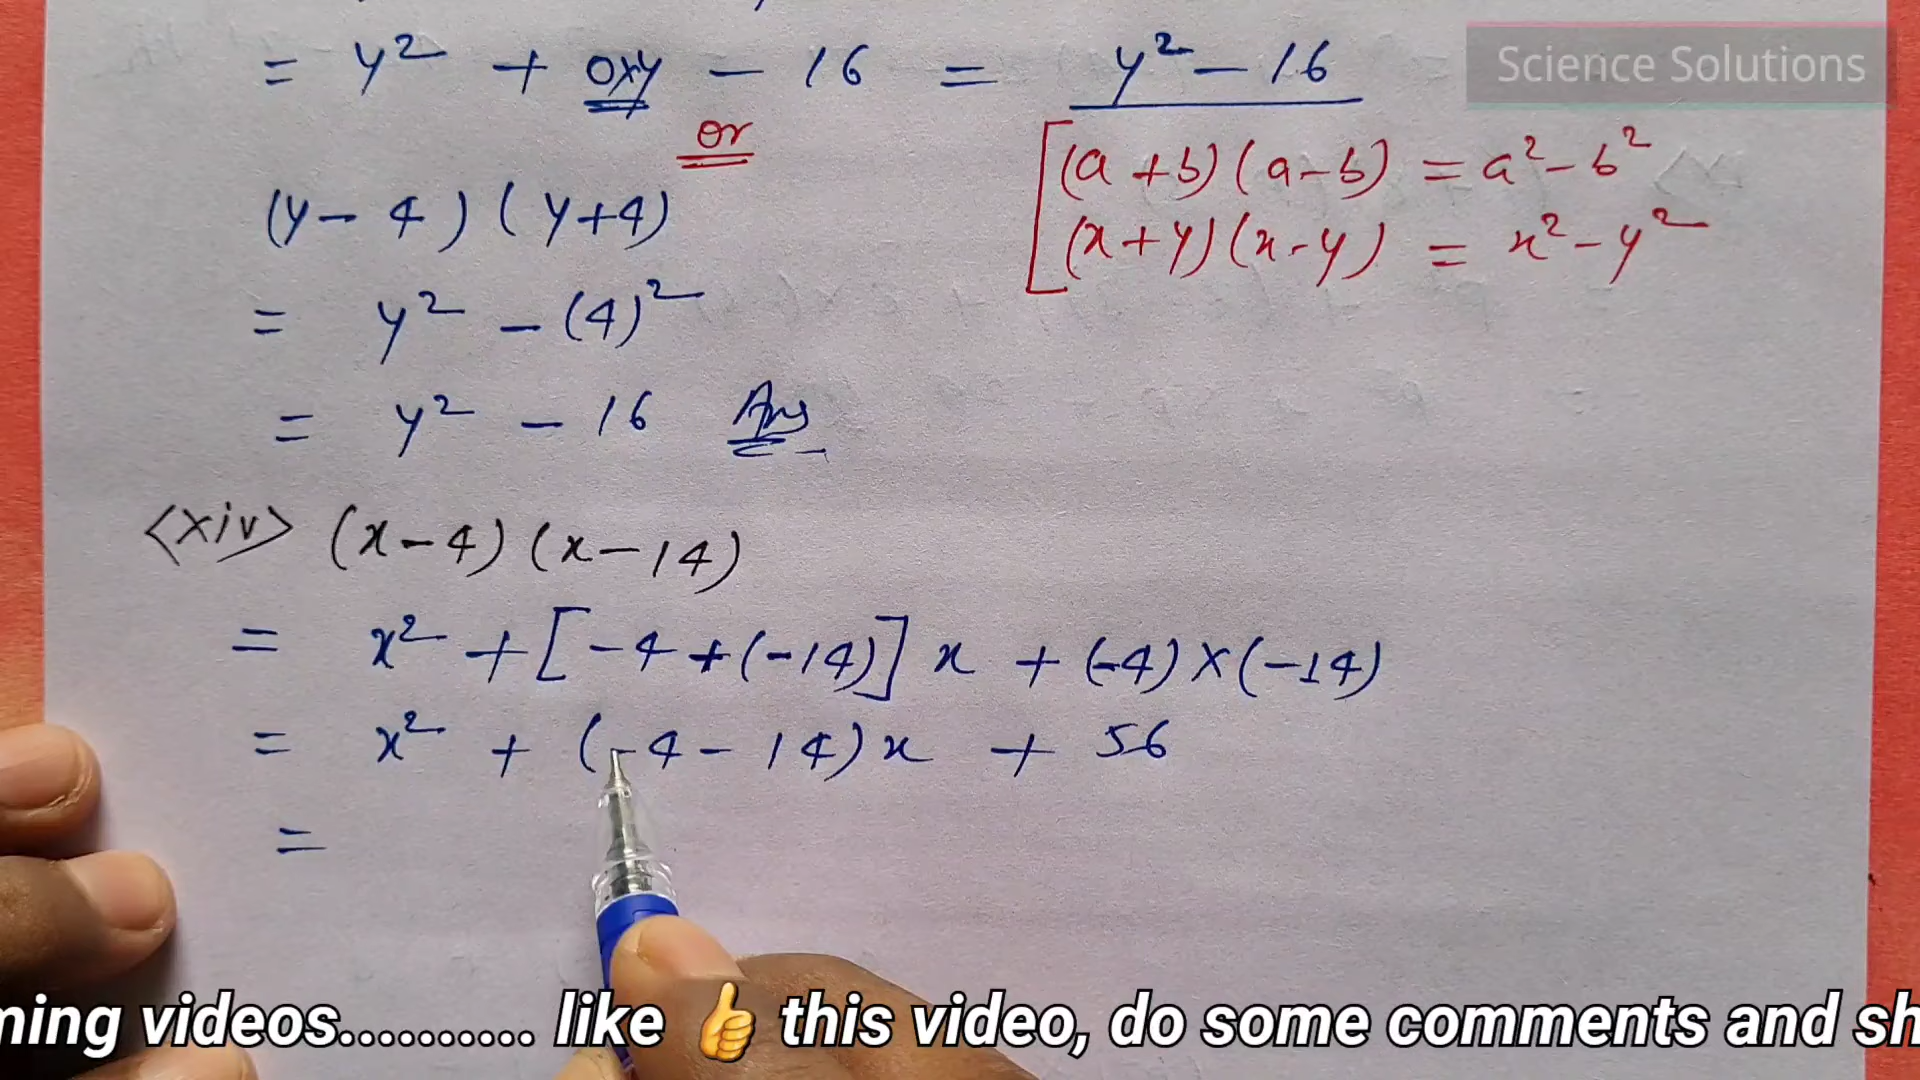 = y² + 0xy - 16 = y² - 16
Science Solutions
or
[(a + b) (a - b) = a² - b²
(x + y) (x - y) = x² - y²
(y - 4) (y + 4)
= y² - (4)²
= y² - 16 Ans
<xiv> (x - 4) (x - 14)
= x² + [-4 + (-14)] x + (-4) × (-14)
= x² + (-4 - 14) x + 56
=
ming videos.......... like 👍 this video, do some comments and sh